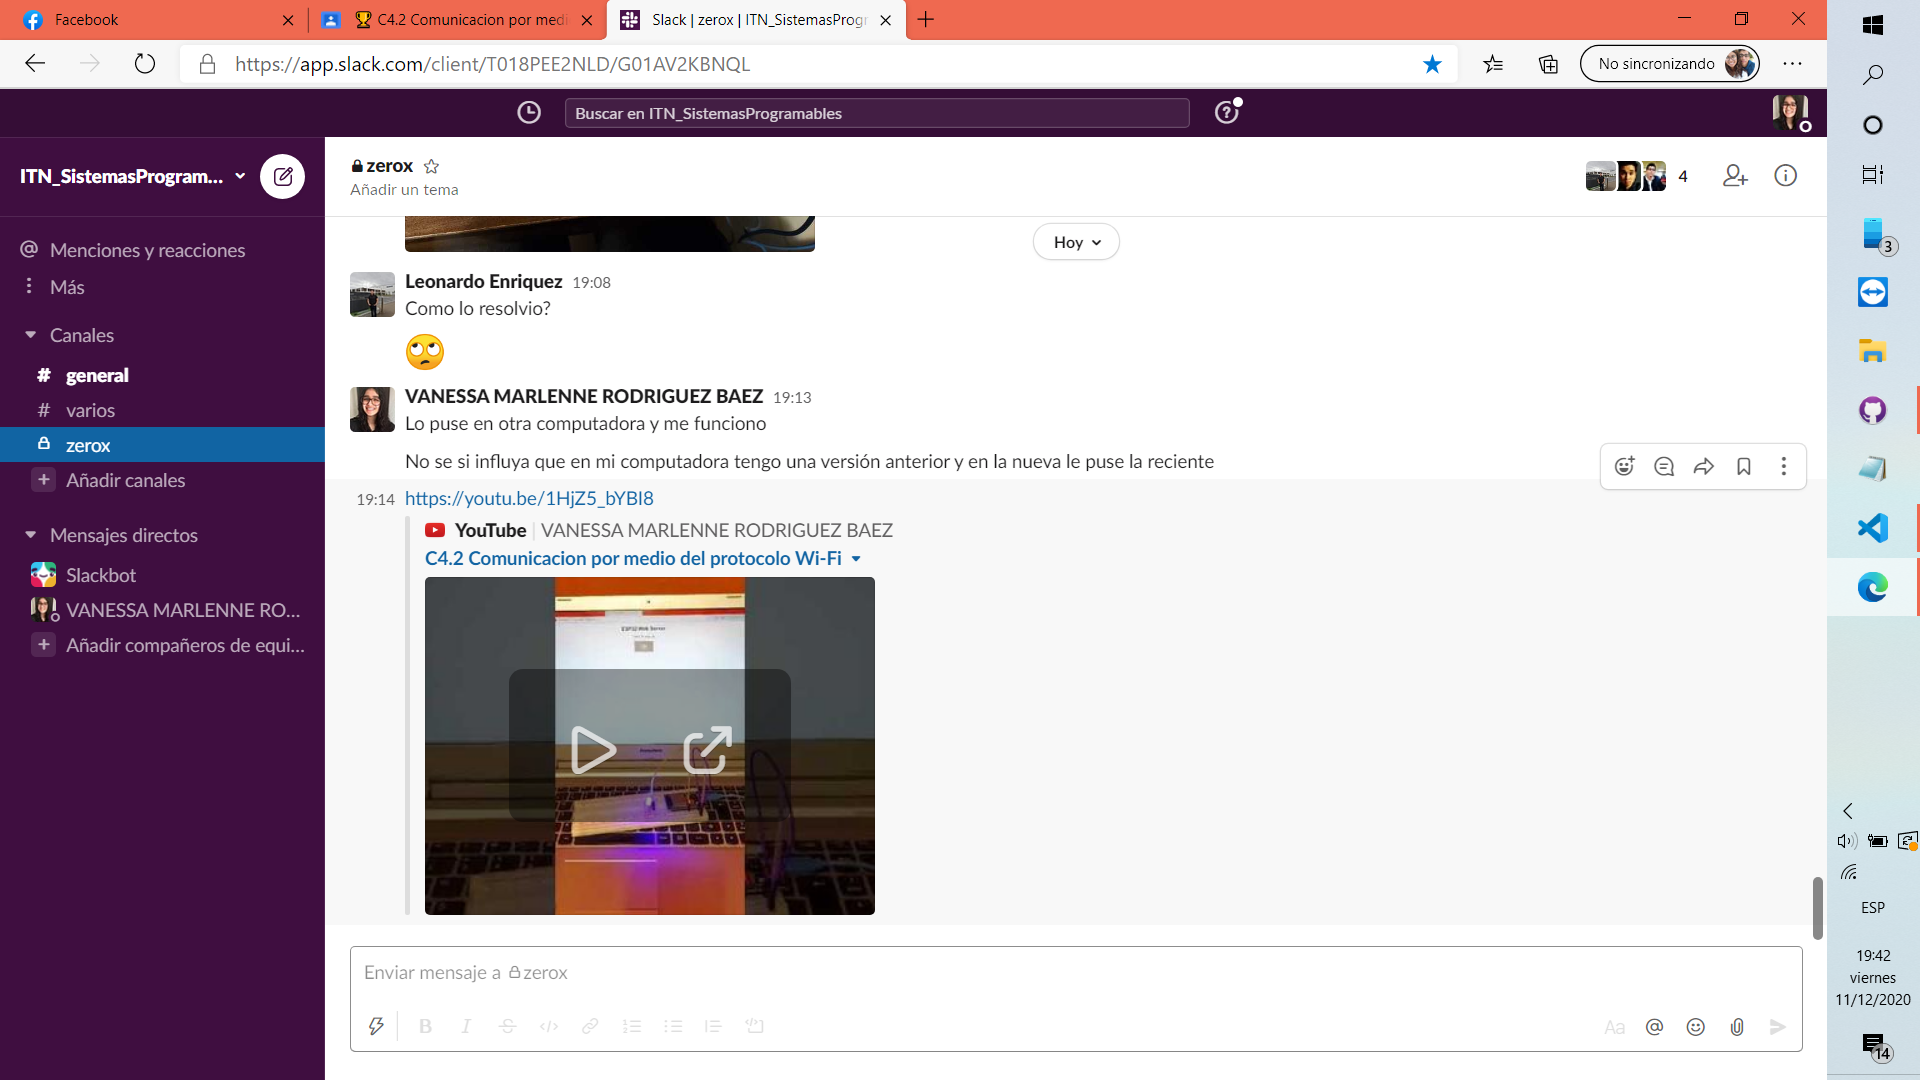 Facebook
C4.2 Comunicacion por medi
Slack | zerox | ITN_SistemasProgr
https://app.slack.com/client/T018PEE2NLD/G01AV2KBNQL
No sincronizando
Buscar en ITN_SistemasProgramables
ITN_SistemasProgram...
zerox
Añadir un tema
4
Menciones y reacciones
Más
Canales
# general
# varios
zerox
+ Añadir canales
Mensajes directos
Slackbot
VANESSA MARLENNE RO...
+ Añadir compañeros de equi...
Hoy
Leonardo Enriquez 19:08
Como lo resolvio?
VANESSA MARLENNE RODRIGUEZ BAEZ 19:13
Lo puse en otra computadora y me funciono
No se si influya que en mi computadora tengo una versión anterior y en la nueva le puse la reciente
19:14 https://youtu.be/1HjZ5_bYBI8
YouTube | VANESSA MARLENNE RODRIGUEZ BAEZ
C4.2 Comunicacion por medio del protocolo Wi-Fi
ESP32 Web Server
Enviar mensaje a zerox
B I S </> Aa @
3
ESP
19:42
viernes
11/12/2020
14